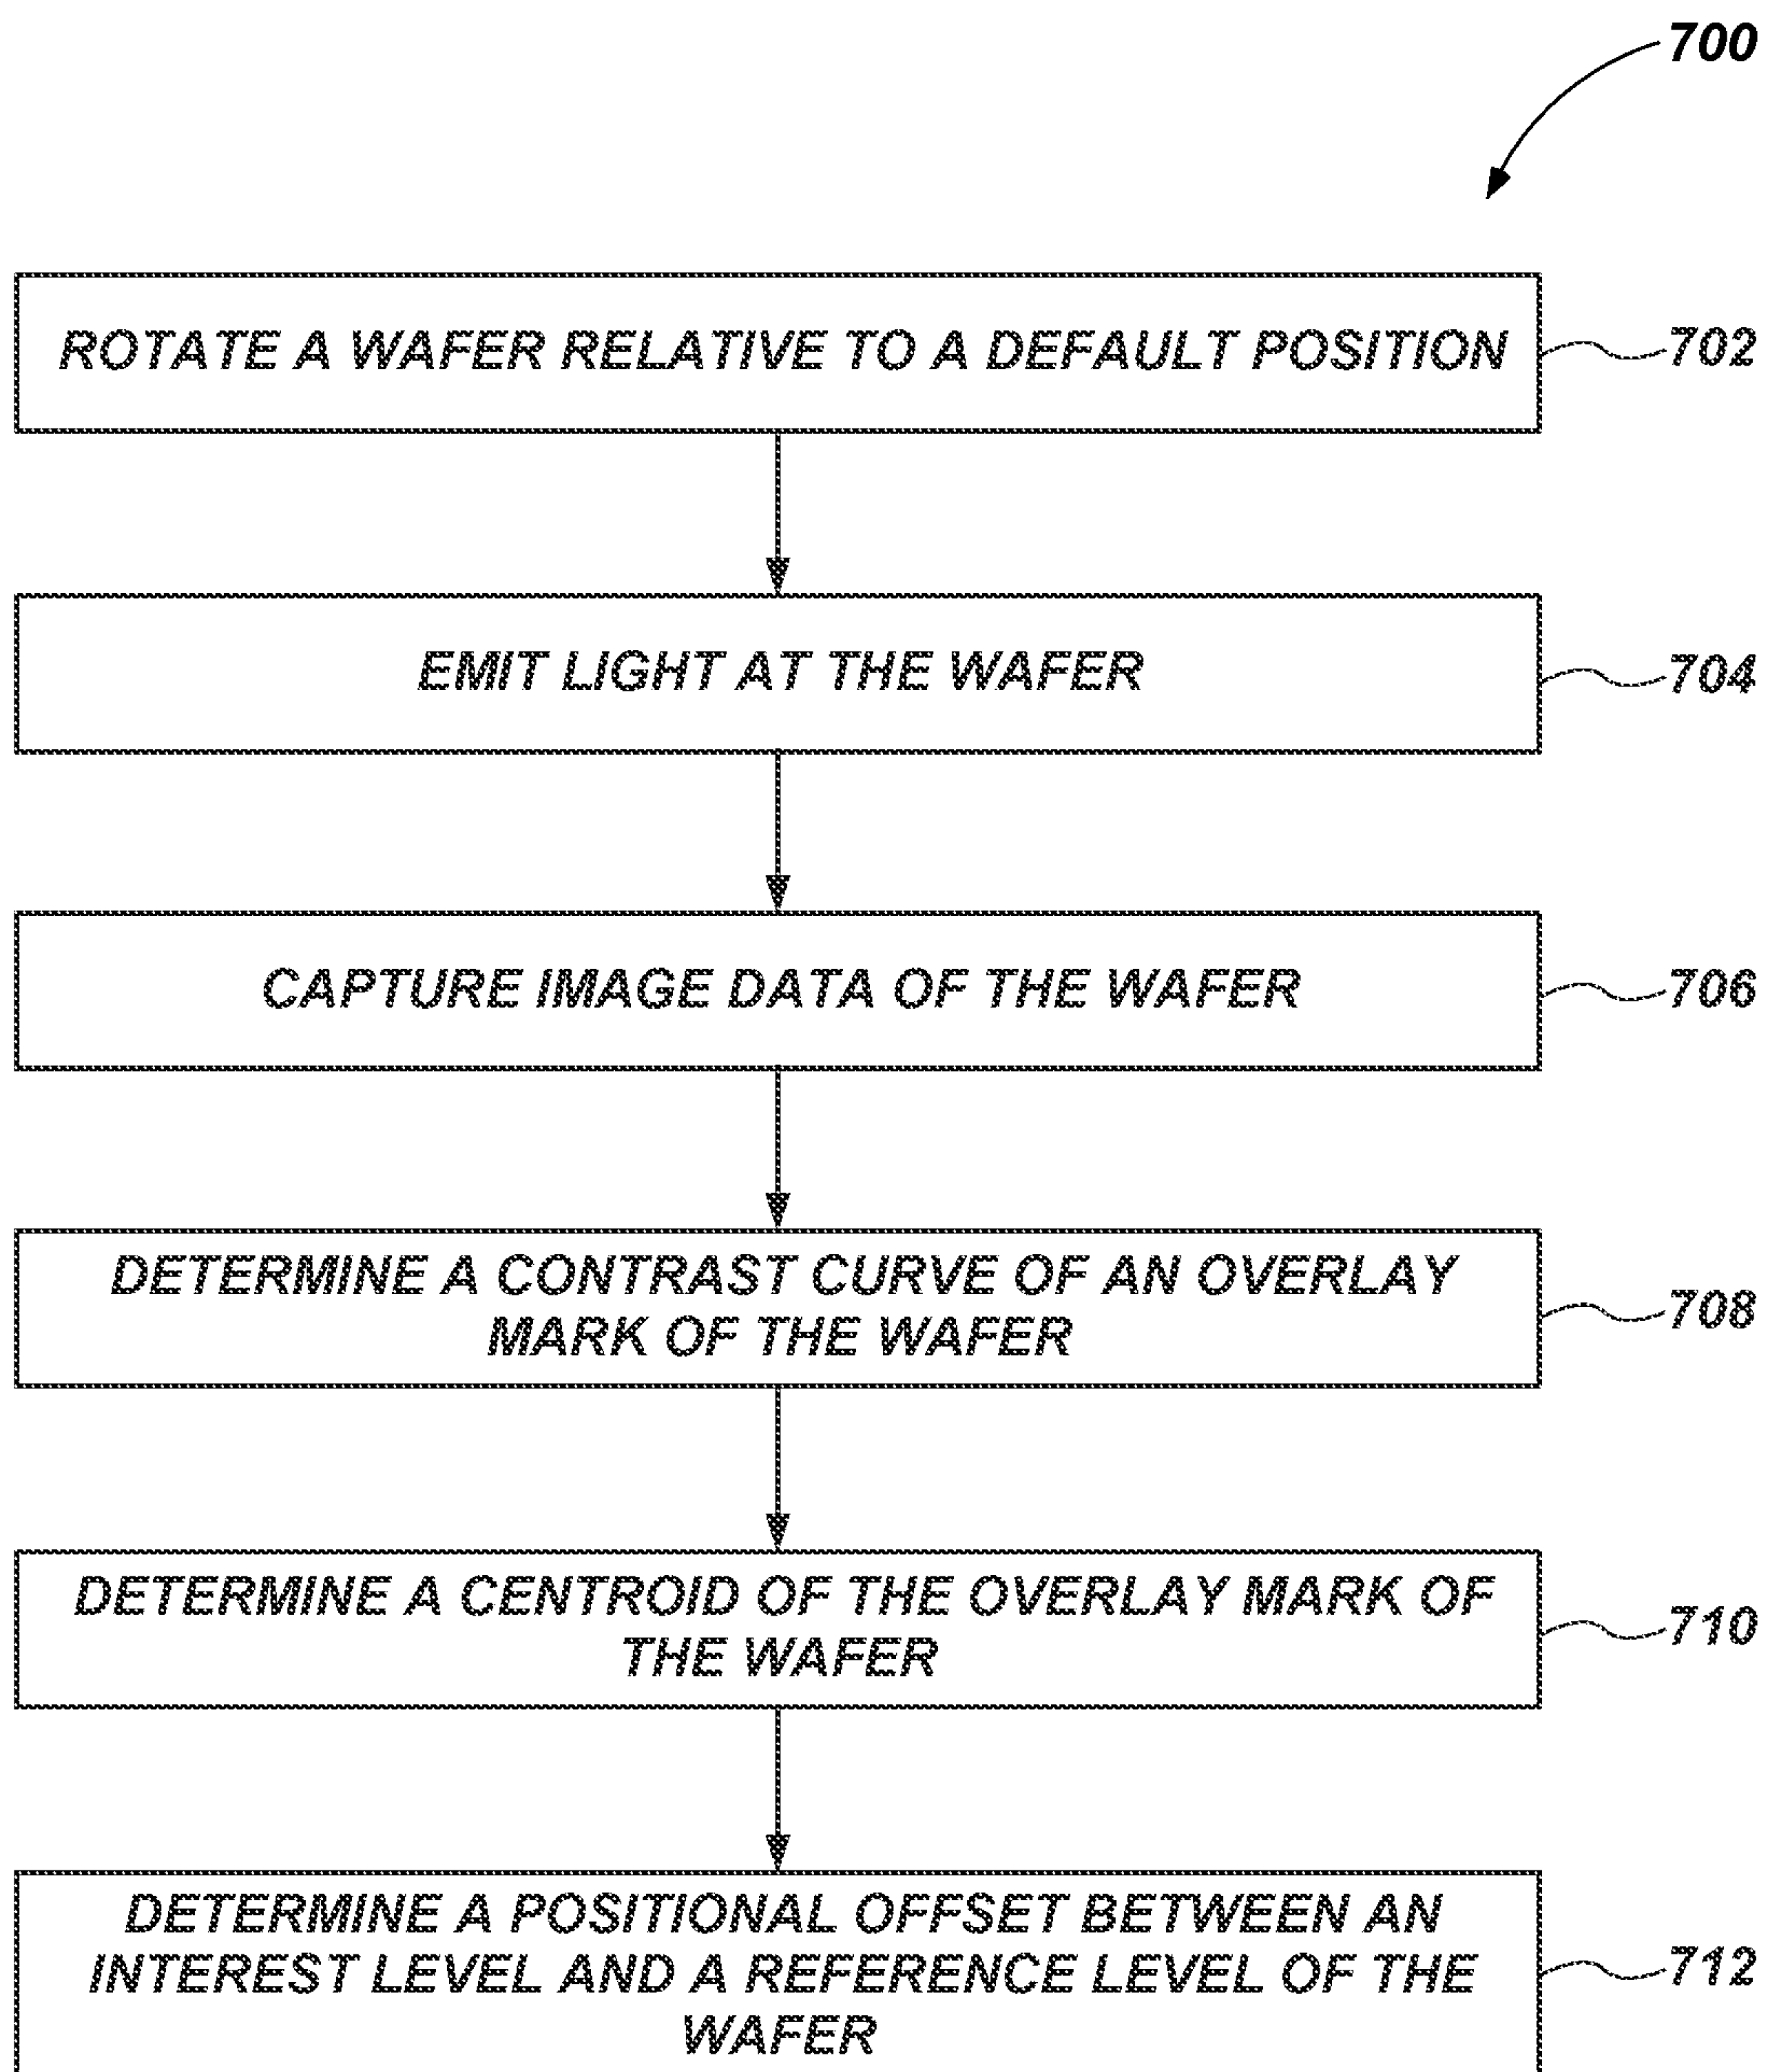 700
ROTATE A WAFER RELATIVE TO A DEFAULT POSITION
702
EMIT LIGHT AT THE WAFER
704
CAPTURE IMAGE DATA OF THE WAFER
706
DETERMINE A CONTRAST CURVE OF AN OVERLAY
MARK OF THE WAFER
708
DETERMINE A CENTROID OF THE OVERLAY MARK OF
THE WAFER
710
DETERMINE A POSITIONAL OFFSET BETWEEN AN
INTEREST LEVEL AND A REFERENCE LEVEL OF THE
WAFER
712